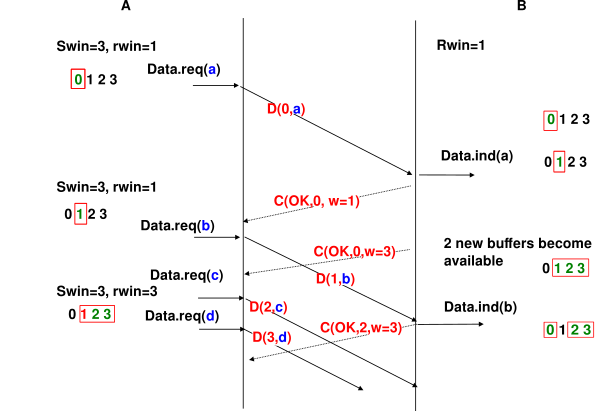 A
B
Swin=3, rwin=1
Rwin=1
Data.req(a)
0 1 2 3
D(0,a)
0 1 2 3
Data.ind(a)
0 1 2 3
Swin=3, rwin=1
C(OK,0, w=1)
0 1 2 3
Data.req(b)
2 new buffers become
available
C(OK,0,w=3)
0 1 2 3
Data.req(c)
D(1,b)
Swin=3, rwin=3
0 1 2 3
D(2,c)
Data.ind(b)
Data.req(d)
C(OK,2,w=3)
0 1 2 3
D(3,d)